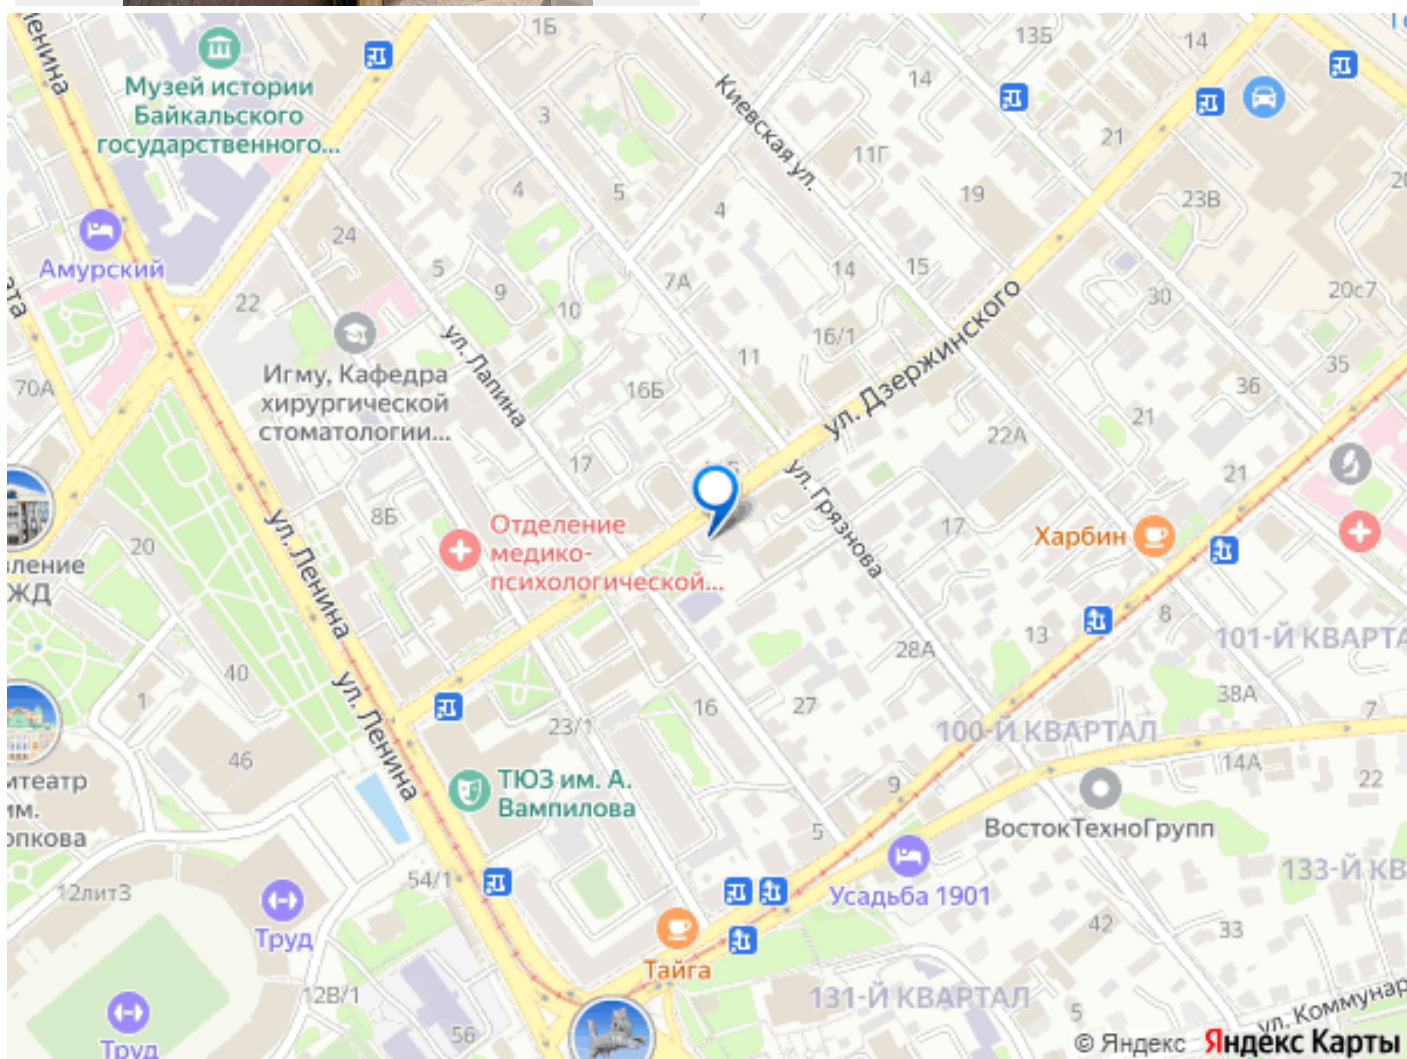 Ленина
1Б
13Б
14
Музей истории
Байкальского
государственного...
3
14
Киевская ул.
21
11Г
4
5
19
23В
4
24
Амурский
5
9
7А
14
15
22
10
30
20с7
ул. Лапина
16/1
ул. Дзержинского
11
35
70А
Игму, Кафедра
хирургической
стоматологии...
16Б
36
21
22А
17
21
ул. Ленина
8Б
ул. Грязнова
17
Отделение
медико-
психологической...
Харбин
20
вление
ЖД
8
13
101-Й КВАРТА
28А
40
ул. Ленина
38А
1
16
27
7
23/1
100-Й КВАРТАЛ
46
14А
22
итеатр
им.
опкова
ТЮЗ им. А.
Вампилова
9
ВостокТехноГрупп
5
133-Й КВ
54/1
12лит3
Усадьба 1901
Труд
42
33
Тайга
12В/1
131-Й КВАРТАЛ
5
ул. Коммунар
56
Труд
© Яндекс Яндекс Карты